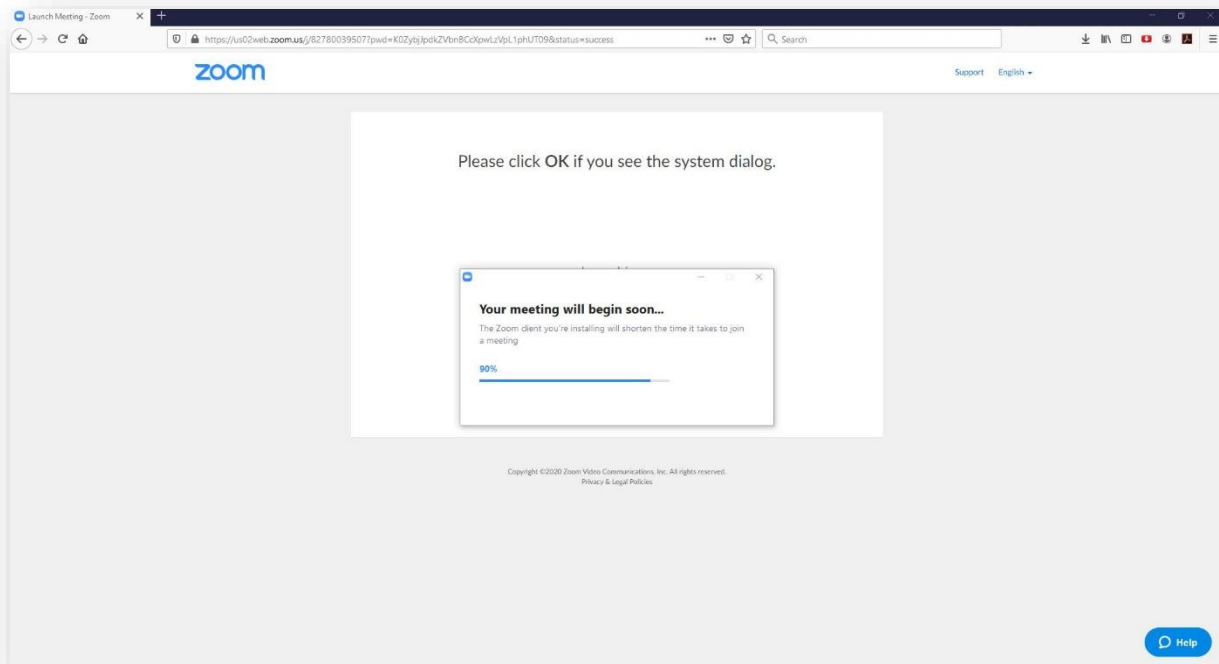 Launch Meeting - Zoom
https://us02web.zoom.us/j/82780039507?pwd=K0ZybjJpdkZVbn8CcXpwLzVpL1phUT09&status=success
Search
zoom
Support English
Please click OK if you see the system dialog.
Your meeting will begin soon...
The Zoom client you're installing will shorten the time it takes to join
a meeting
90%
Copyright ©2020 Zoom Video Communications, Inc. All rights reserved.
Privacy & Legal Policies
Help